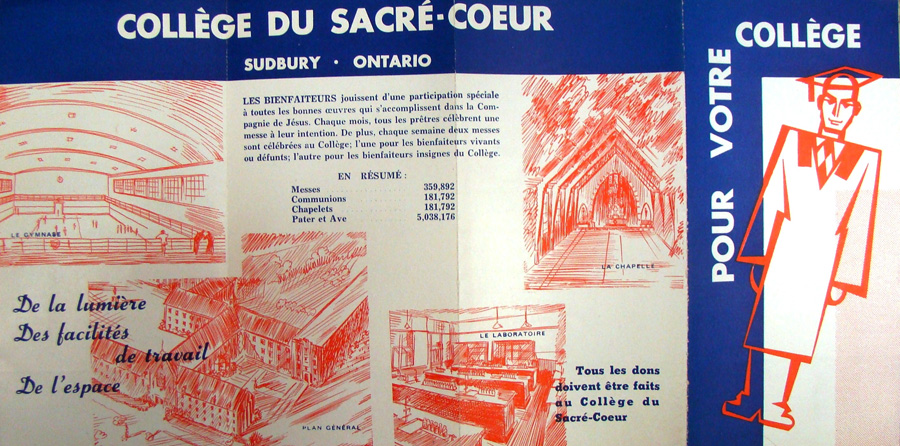 COLLÈGE DU SACRÉ-COEUR
SUDBURY · ONTARIO
LES BIENFAITEURS jouissent d'une participation spéciale
à toutes les bonnes œuvres qui s'accomplissent dans la Com-
pagnie de Jésus. Chaque mois, tous les prêtres célèbrent une
messe à leur intention. De plus, chaque semaine deux messes
sont célébrées au Collège; l'une pour les bienfaiteurs vivants
ou défunts; l'autre pour les bienfaiteurs insignes du Collège.
EN RÉSUMÉ :
Messes 359,892
Communions 181,792
Chapelets 181,792
Pater et Ave 5,038,176
LE GYMNASE
LA CHAPELLE
De la lumière
Des facilités
de travail
De l'espace
PLAN GÉNÉRAL
LE LABORATOIRE
Tous les dons
doivent être faits
au Collège du
Sacré-Coeur
POUR VOTRE
COLLÈGE